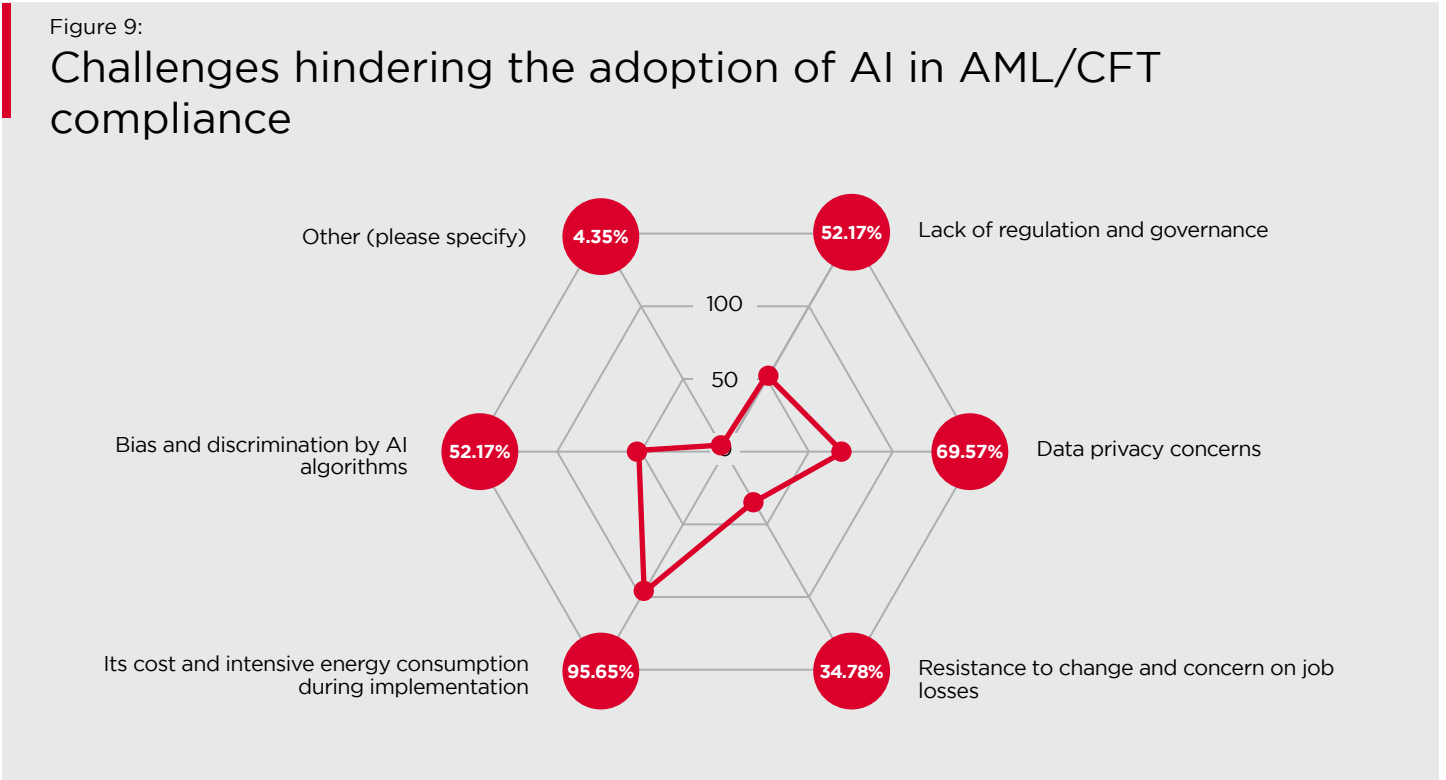 Figure 9:
Challenges hindering the adoption of AI in AML/CFT
compliance
Other (please specify)
4.35%
52.17%
Lack of regulation and governance
100
50
0
Bias and discrimination by AI
algorithms
52.17%
69.57%
Data privacy concerns
Its cost and intensive energy consumption
during implementation
95.65%
34.78%
Resistance to change and concern on job
losses